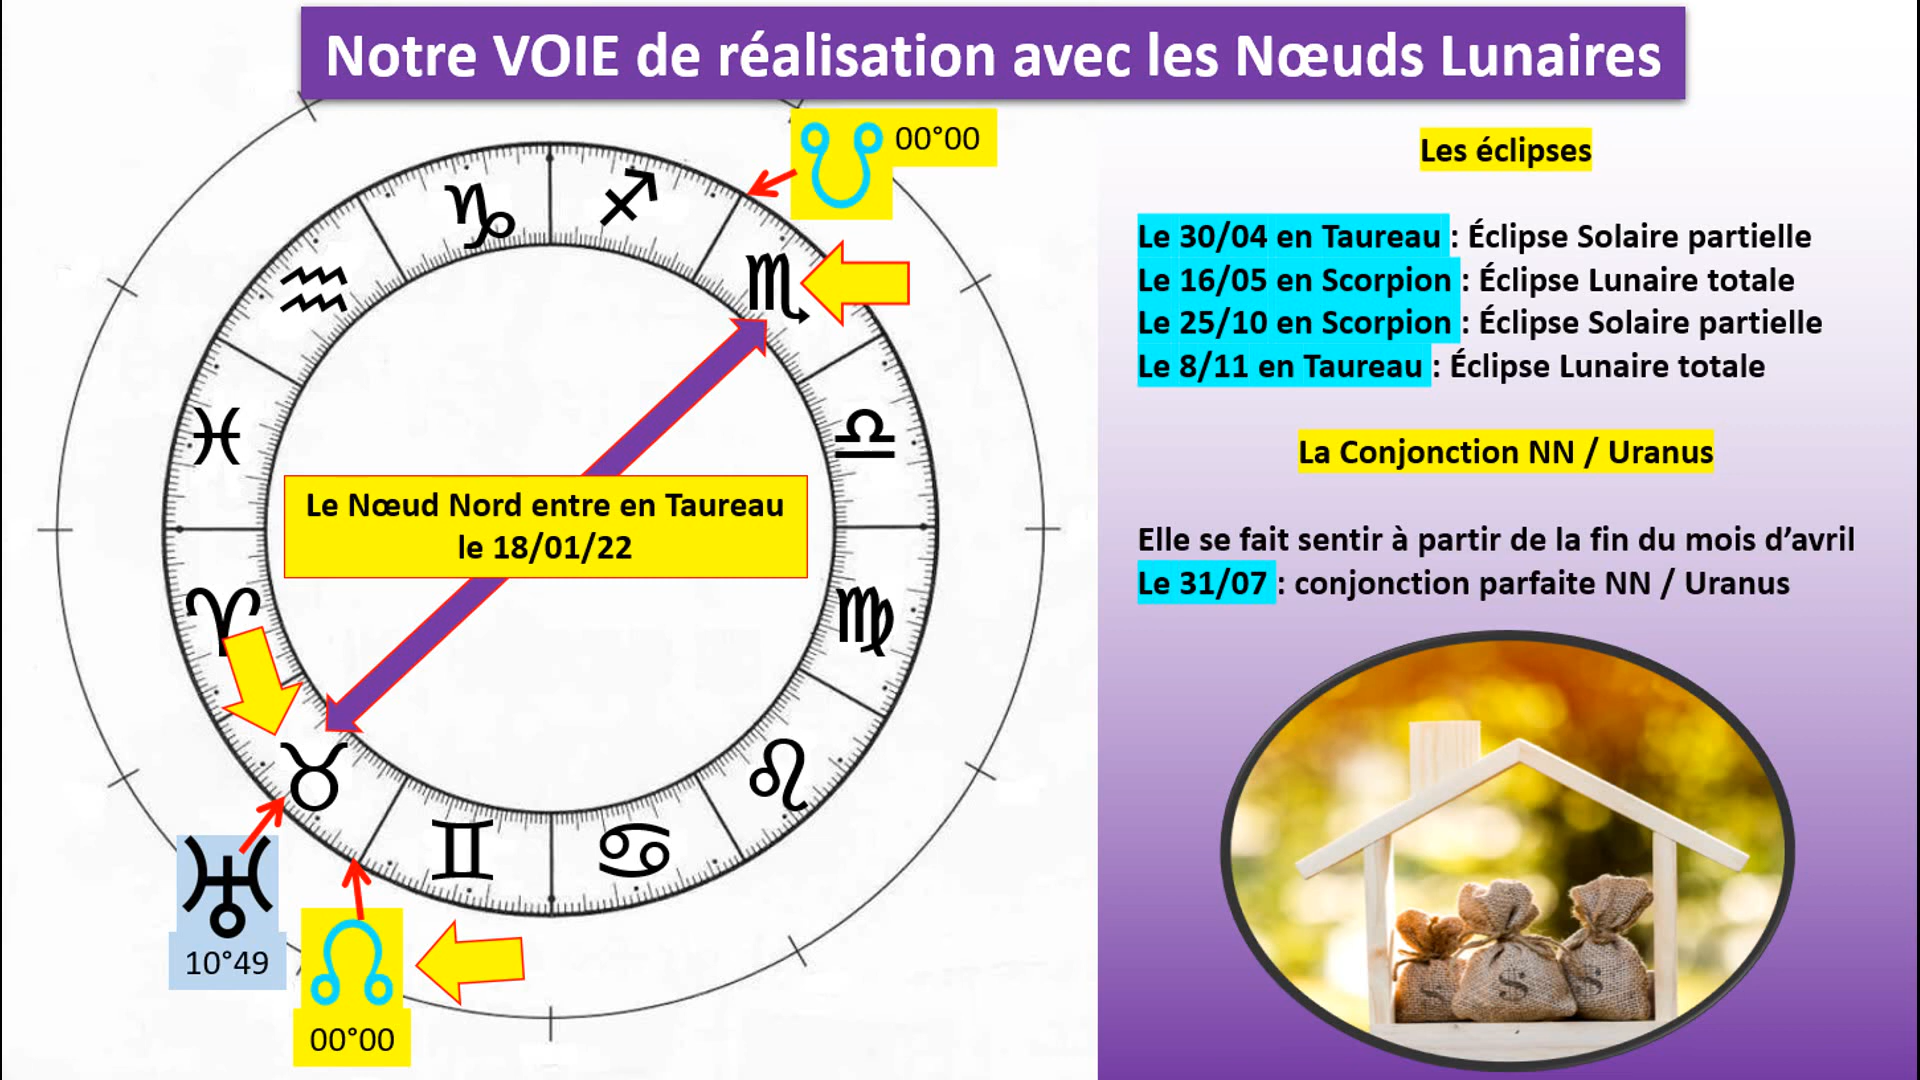 Notre VOIE de réalisation avec les Nœuds Lunaires
00°00
Le Nœud Nord entre en Taureau
le 18/01/22
10°49
00°00
Les éclipses
Le 30/04 en Taureau : Éclipse Solaire partielle
Le 16/05 en Scorpion : Éclipse Lunaire totale
Le 25/10 en Scorpion : Éclipse Solaire partielle
Le 8/11 en Taureau : Éclipse Lunaire totale
La Conjonction NN / Uranus
Elle se fait sentir à partir de la fin du mois d’avril
Le 31/07 : conjonction parfaite NN / Uranus
$ $ $